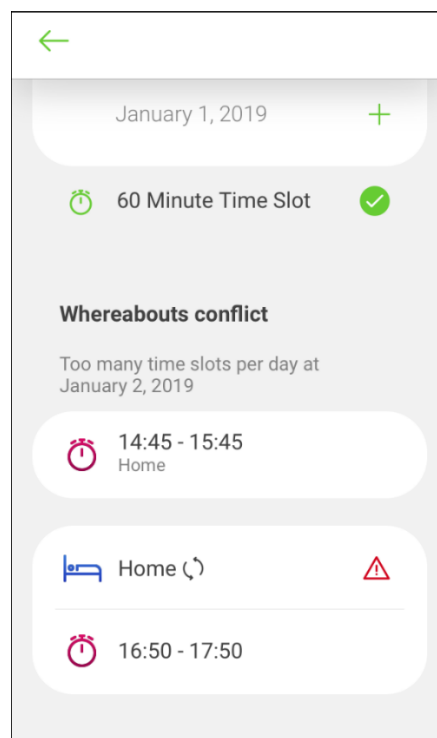 January 1, 2019
60 Minute Time Slot
Whereabouts conflict
Too many time slots per day at
January 2, 2019
14:45 - 15:45
Home
Home
16:50 - 17:50